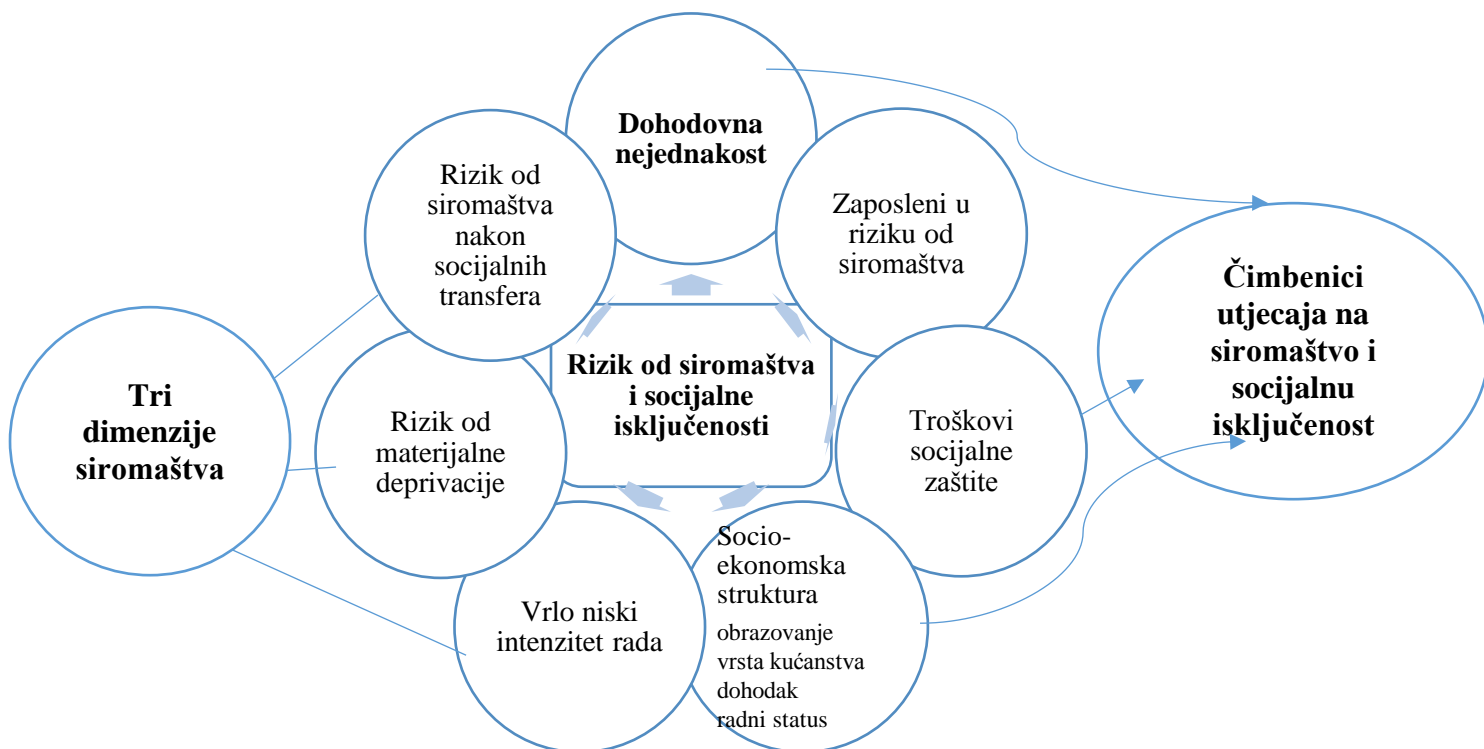 Dohodovna
nejednakost
Rizik od
siromaštva
nakon
socijalnih
transfera
Zaposleni u
riziku od
siromaštva
Čimbenici
utjecaja na
siromaštvo i
socijalnu
isključenost
Rizik od siromaštva
i socijalne
isključenosti
Tri
dimenzije
siromaštva
Rizik od
materijalne
deprivacije
Troškovi
socijalne
zaštite
Vrlo niski
intenzitet rada
Socio-
ekonomska
struktura
obrazovanje
vrsta kućanstva
dohodak
radni status